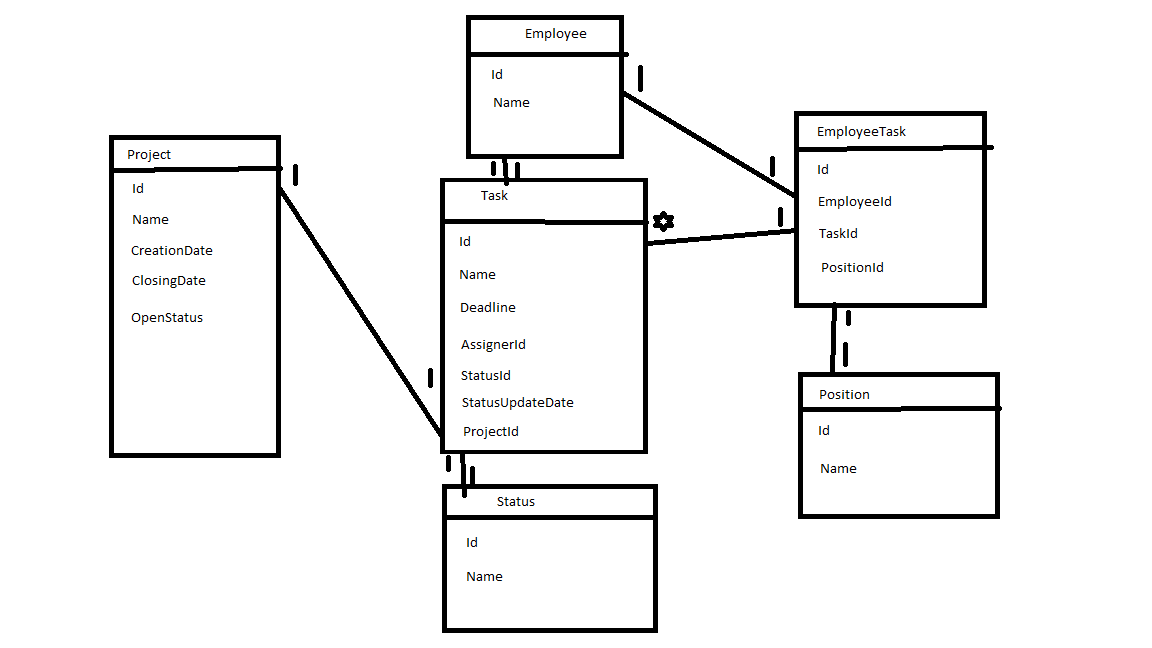 Employee
Id
Name
EmployeeTask
Id
EmployeeId
TaskId
PositionId
Project
Id
Name
CreationDate
ClosingDate
OpenStatus
Task
Id
Name
Deadline
AssignerId
StatusId
StatusUpdateDate
ProjectId
Position
Id
Name
Status
Id
Name